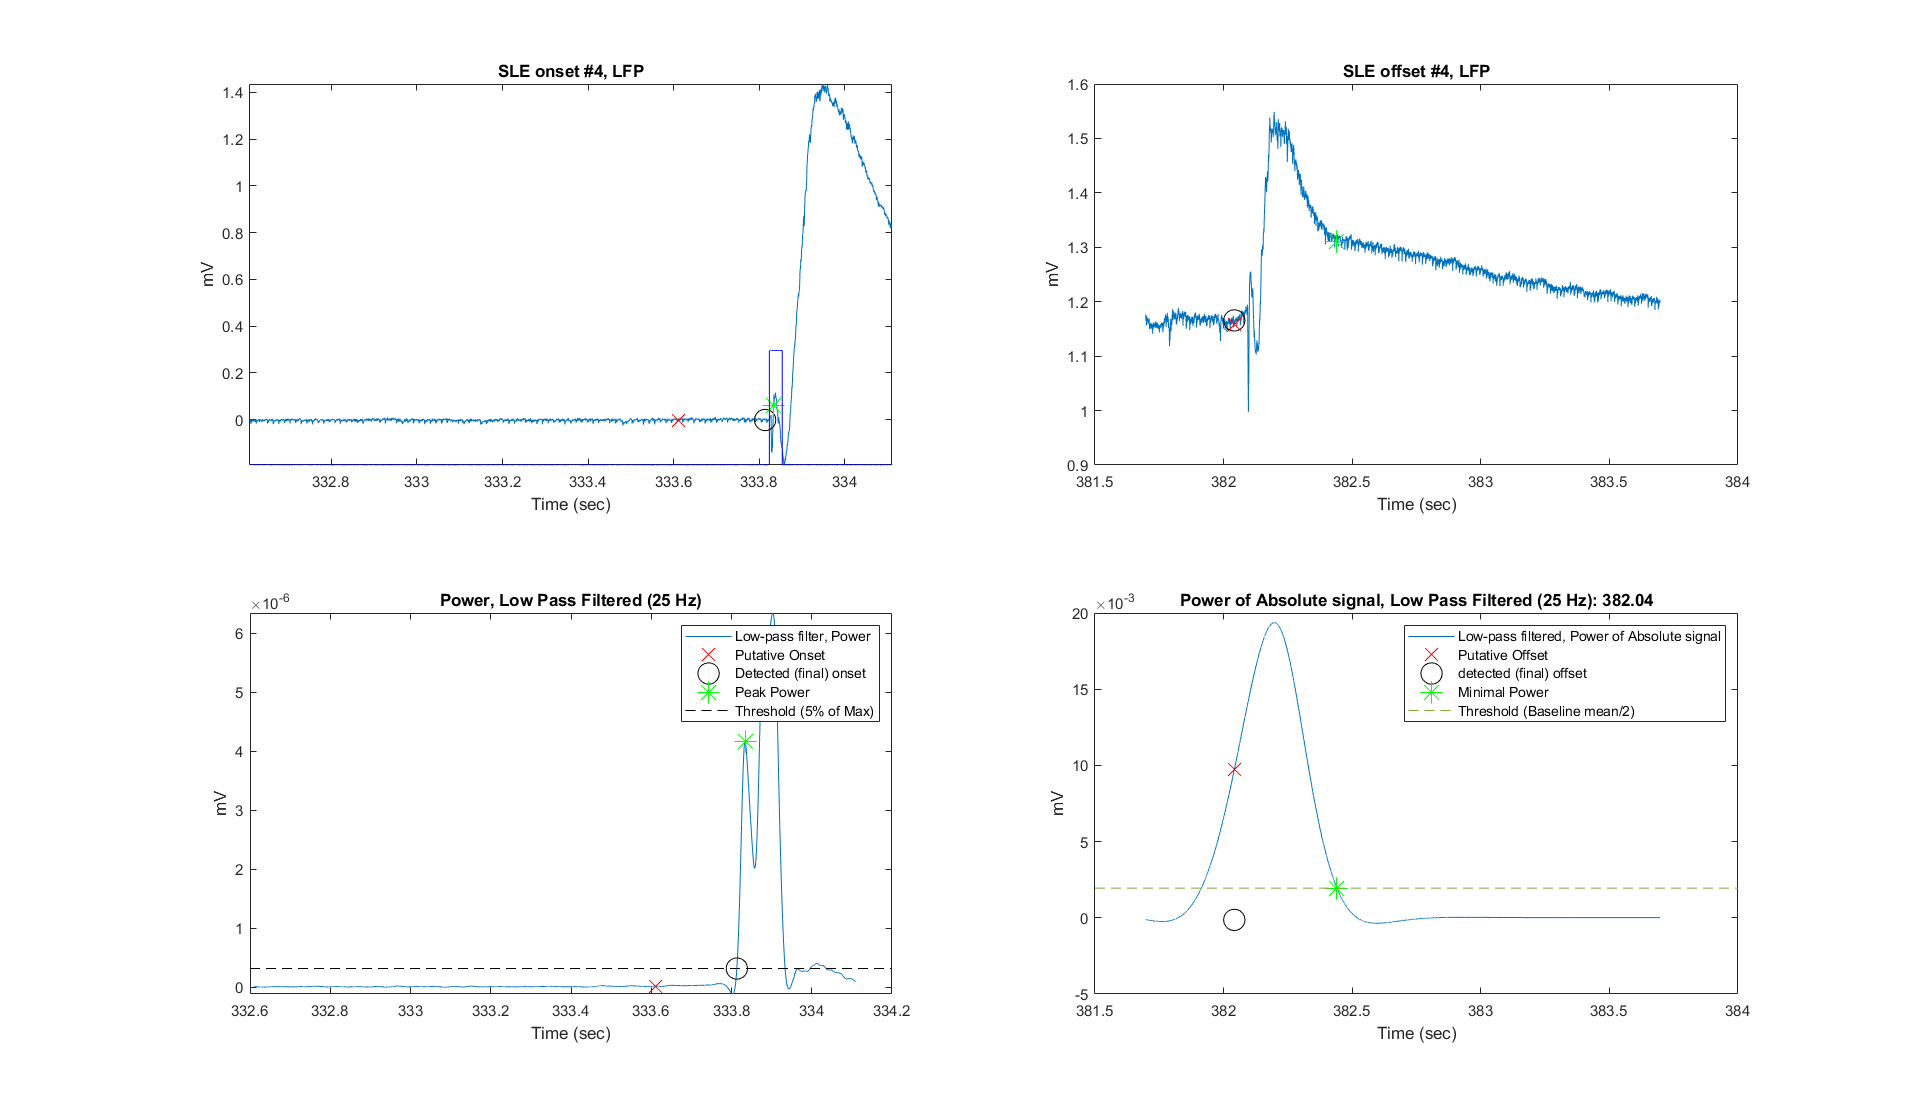 SLE onset #4, LFP
1.4
1.2
1
0.8
0.6
0.4
0.2
0
mV
332.8 333 333.2 333.4 333.6 333.8 334
Time (sec)
SLE offset #4, LFP
1.6
1.5
1.4
1.3
1.2
1.1
1
0.9
mV
381.5 382 382.5 383 383.5 384
Time (sec)
Power, Low Pass Filtered (25 Hz)
×10-6
6
5
4
3
2
1
0
mV
Low-pass filter, Power
Putative Onset
Detected (final) onset
Peak Power
Threshold (5% of Max)
332.6 332.8 333 333.2 333.4 333.6 333.8 334 334.2
Time (sec)
Power of Absolute signal, Low Pass Filtered (25 Hz): 382.04
×10-3
20
15
10
5
0
-5
mV
Low-pass filtered, Power of Absolute signal
Putative Offset
detected (final) offset
Minimal Power
Threshold (Baseline mean/2)
381.5 382 382.5 383 383.5 384
Time (sec)